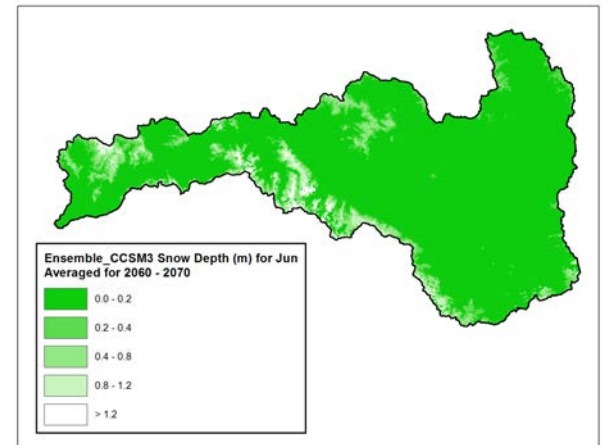 Ensemble_CCSM3 Snow Depth (m) for Jun
Averaged for 2060 - 2070
0.0 - 0.2
0.2 - 0.4
0.4 - 0.8
0.8 - 1.2
> 1.2